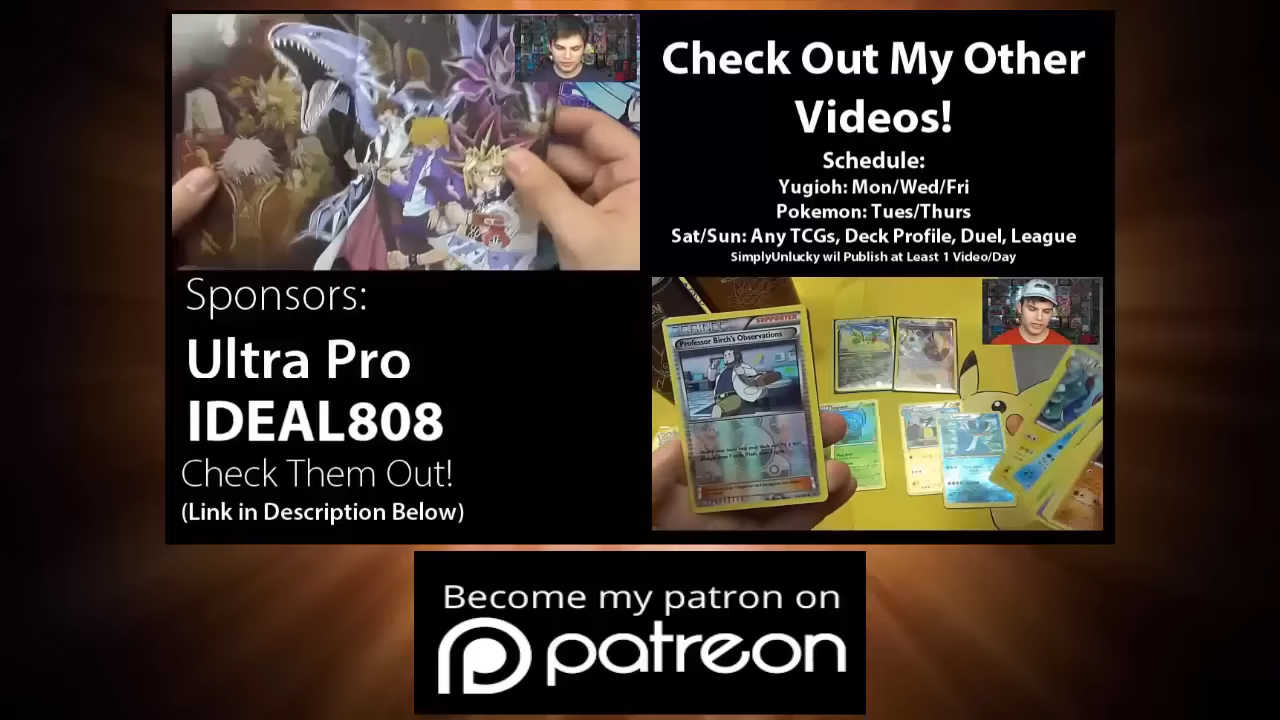 Check Out My Other
Videos!
Schedule:
Yugioh: Mon/Wed/Fri
Pokemon: Tues/Thurs
Sat/Sun: Any TCGs, Deck Profile, Duel, League
SimplyUnlucky wil Publish at Least 1 Video/Day
Sponsors:
Ultra Pro
IDEAL808
Check Them Out!
(Link in Description Below)
TRAINER
SUPPORTER
Professor Birch's Observations
Become my patron on
patreon